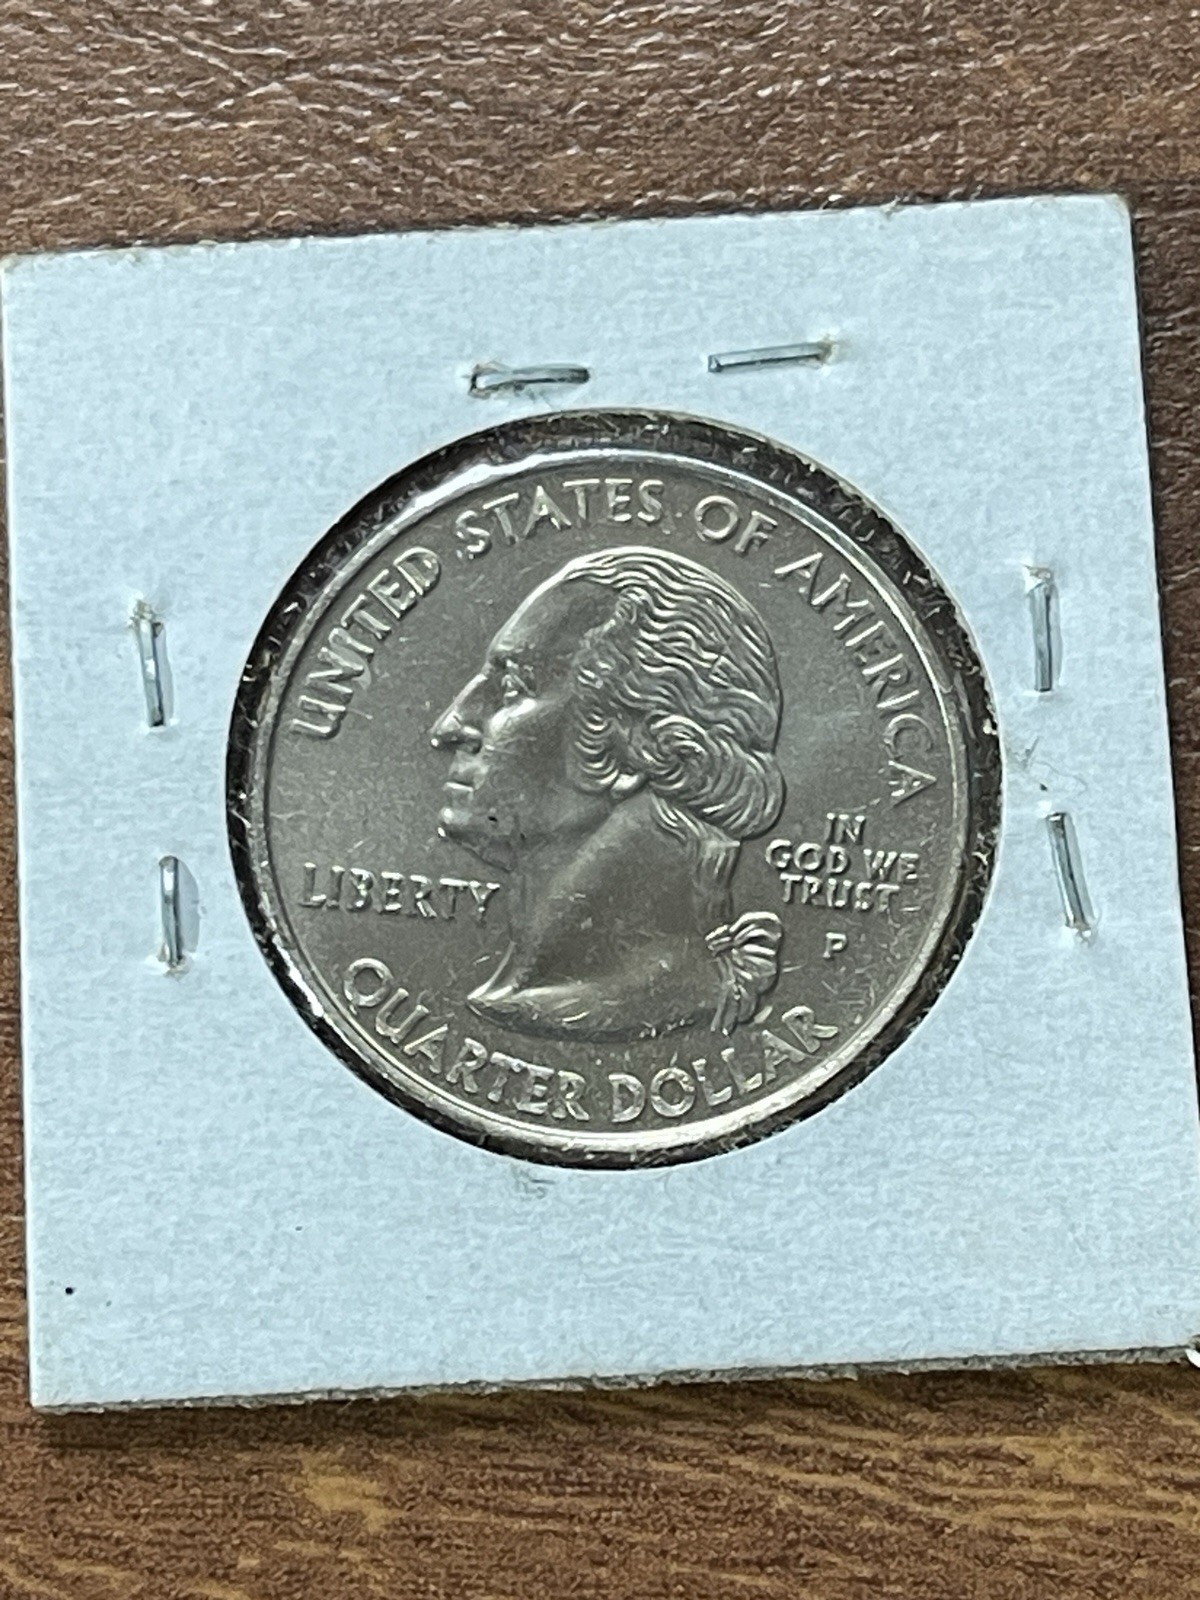 UNITED STATES OF AMERICA
LIBERTY
IN
GOD WE
TRUST
P
QUARTER DOLLAR